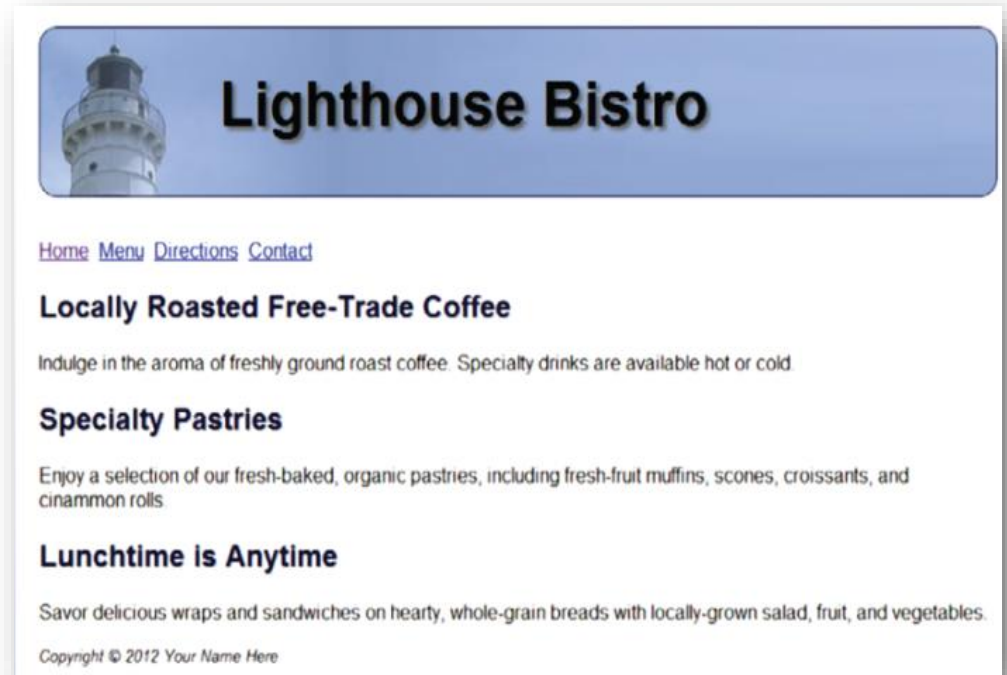 Lighthouse Bistro
Home Menu Directions Contact
Locally Roasted Free-Trade Coffee
Indulge in the aroma of freshly ground roast coffee. Specialty drinks are available hot or cold.
Specialty Pastries
Enjoy a selection of our fresh-baked, organic pastries, including fresh-fruit muffins, scones, croissants, and
cinammon rolls
Lunchtime is Anytime
Savor delicious wraps and sandwiches on hearty, whole-grain breads with locally-grown salad, fruit, and vegetables.
Copyright © 2012 Your Name Here